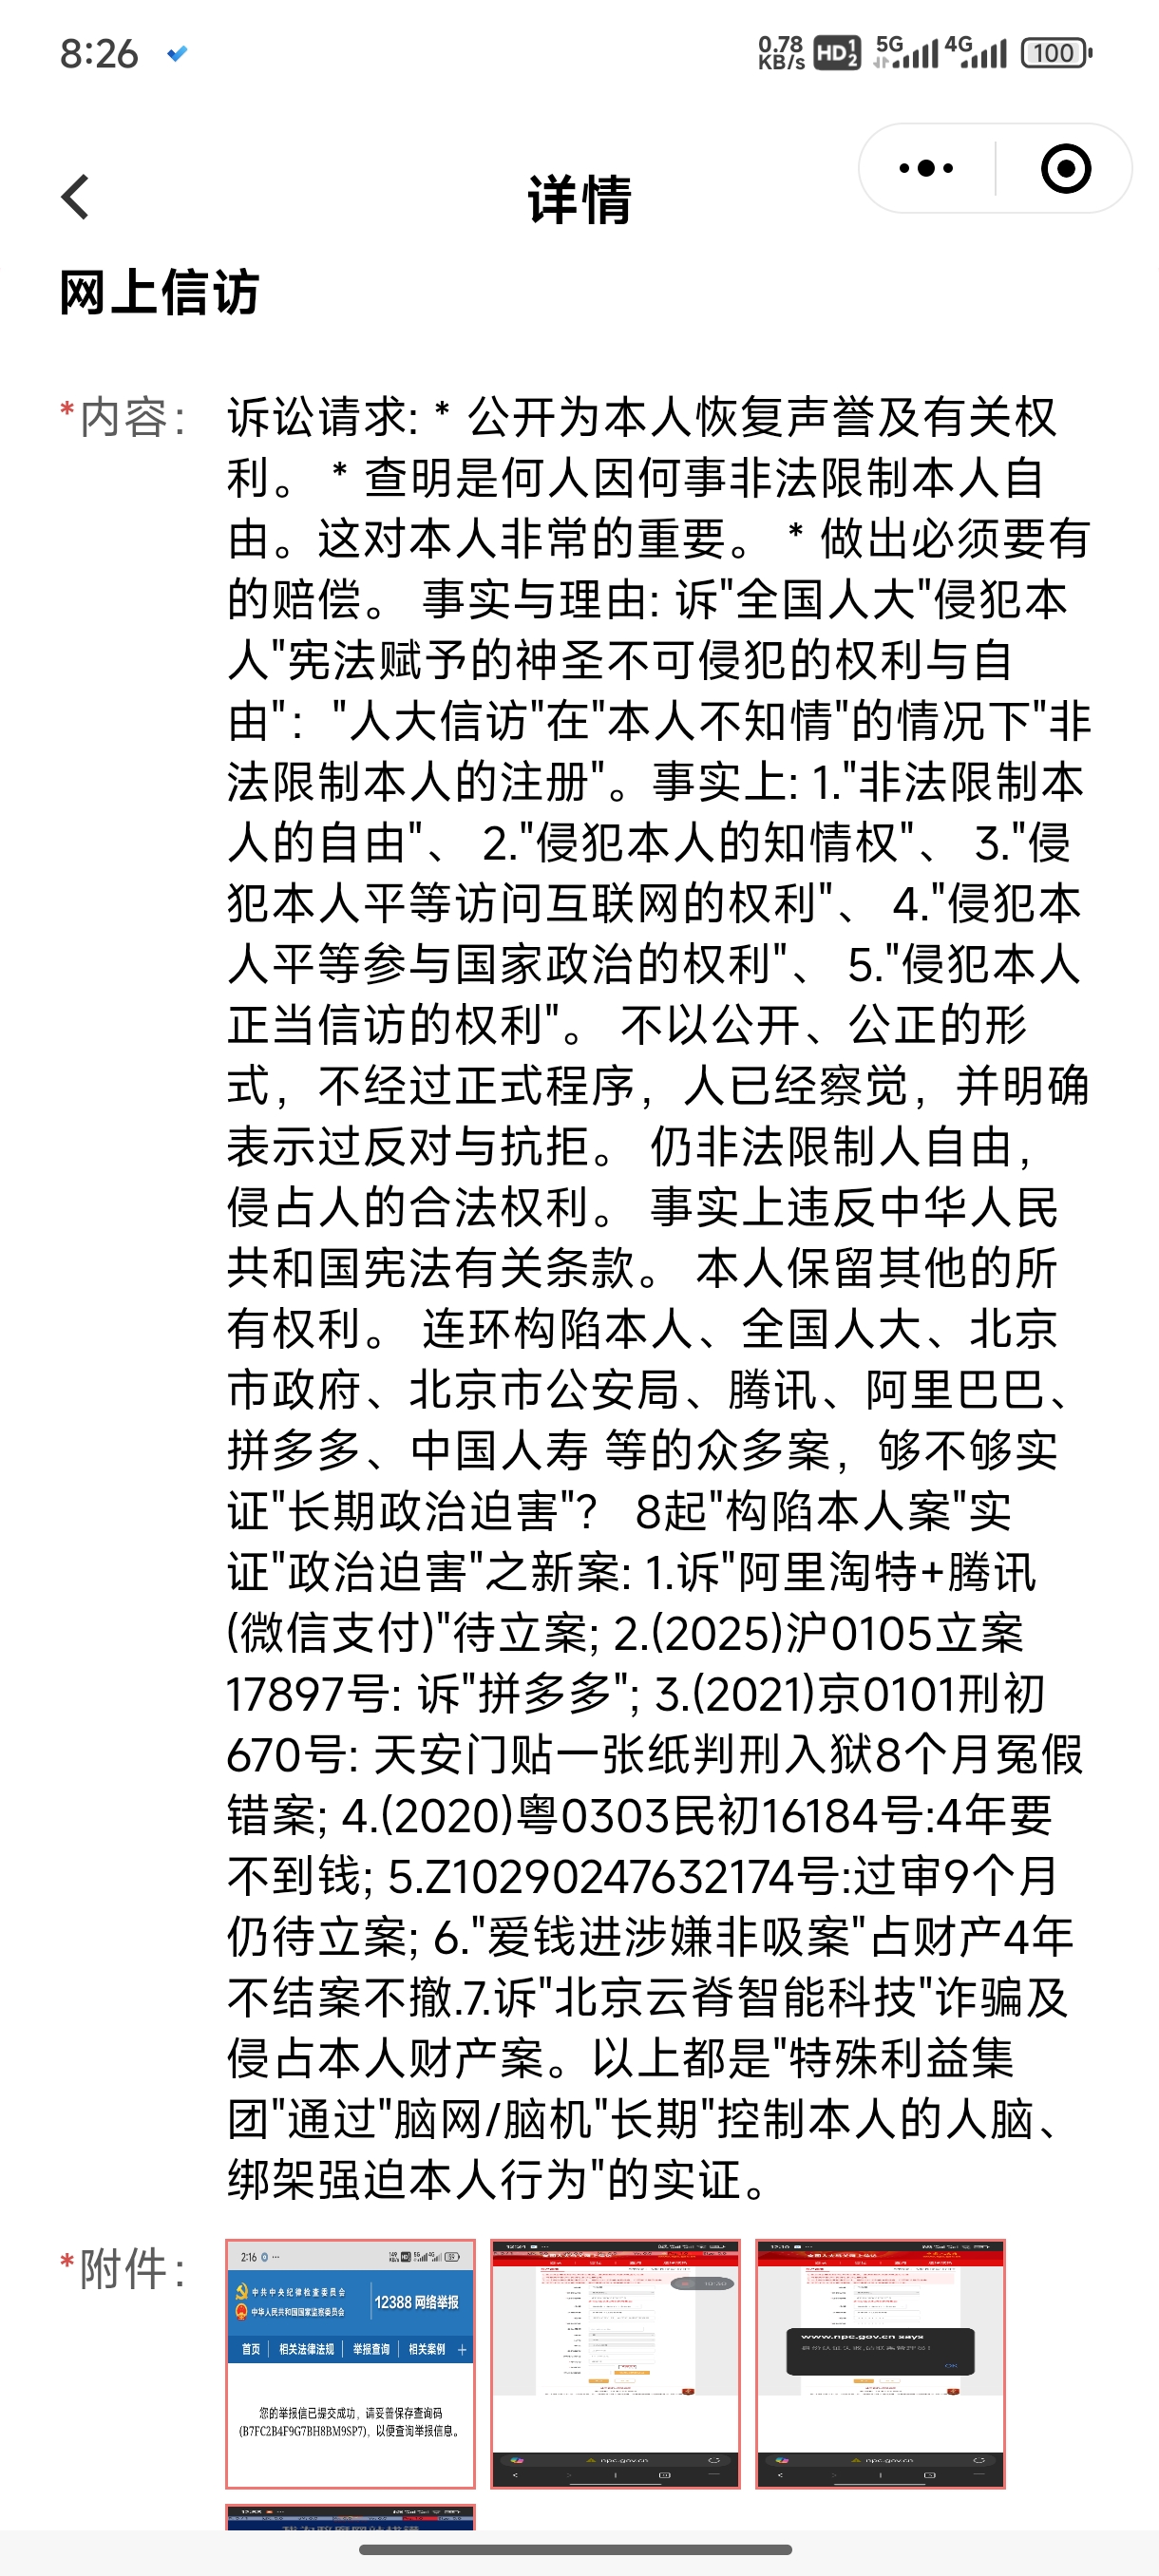 8:26
0.78 KB/s HD 1 2 5G 4G 100
详情
网上信访
*内容： 诉讼请求: * 公开为本人恢复声誉及有关权
利。 * 查明是何人因何事非法限制本人自
由。这对本人非常的重要。 * 做出必须要有
的赔偿。 事实与理由: 诉"全国人大"侵犯本
人"宪法赋予的神圣不可侵犯的权利与自
由"："人大信访"在"本人不知情"的情况下"非
法限制本人的注册"。事实上: 1."非法限制本
人的自由"、 2."侵犯本人的知情权"、 3."侵
犯本人平等访问互联网的权利"、 4."侵犯本
人平等参与国家政治的权利"、 5."侵犯本人
正当信访的权利"。 不以公开、公正的形
式，不经过正式程序，人已经察觉，并明确
表示过反对与抗拒。 仍非法限制人自由，
侵占人的合法权利。 事实上违反中华人民
共和国宪法有关条款。 本人保留其他的所
有权利。 连环构陷本人、全国人大、北京
市政府、北京市公安局、腾讯、阿里巴巴、
拼多多、中国人寿 等的众多案，够不够实
证"长期政治迫害"？ 8起"构陷本人案"实
证"政治迫害"之新案: 1.诉"阿里淘特+腾讯
(微信支付)"待立案; 2.(2025)沪0105立案
17897号: 诉"拼多多"; 3.(2021)京0101刑初
670号: 天安门贴一张纸判刑入狱8个月冤假
错案; 4.(2020)粤0303民初16184号:4年要
不到钱; 5.Z10290247632174号:过审9个月
仍待立案; 6."爱钱进涉嫌非吸案"占财产4年
不结案不撤.7.诉"北京云脊智能科技"诈骗及
侵占本人财产案。以上都是"特殊利益集
团"通过"脑网/脑机"长期"控制本人的人脑、
绑架强迫本人行为"的实证。
*附件：
2:16
中共中央纪律检查委员会
中华人民共和国国家监察委员会
12388 网络举报
首页 相关法律法规 举报查询 相关案例 +
您的举报信已提交成功，请妥善保存查询码
(B7FC2B4F9G7BH8BM9SP7)，以便查询举报信息。
npc.gov.cn
www.npc.gov.cn says
OK
npc.gov.cn